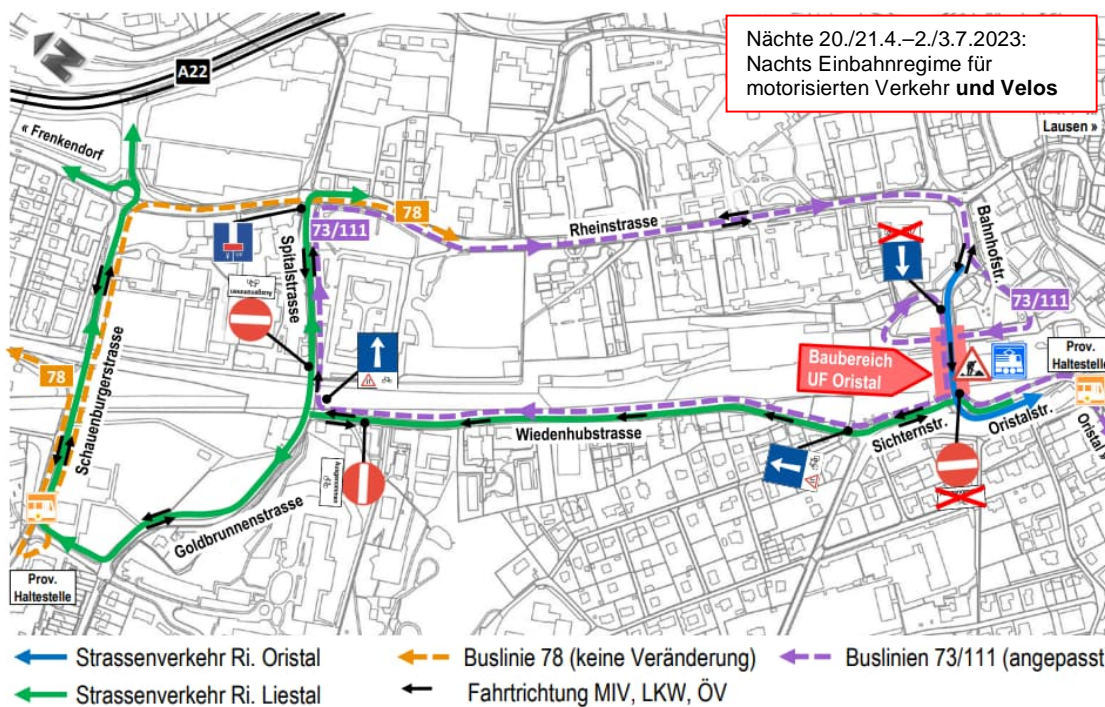 Nächte 20./21.4.–2./3.7.2023:
Nachts Einbahnregime für
motorisierten Verkehr und Velos
N
A22
« Frenkendorf
Lausen »
78
73/111
Rheinstrasse
Bahnhofstr.
Spitalstrasse
Ausgenommen
Schauenburgerstrasse
73/111
78
Baubereich
UF Oristal
Prov.
Haltestelle
Wiedenhubstrasse
Sichternstr.
Oristalstr.
Oristal »
Ausgenommen
Goldbrunnenstrasse
Prov.
Haltestelle
Strassenverkehr Ri. Oristal
Buslinie 78 (keine Veränderung)
Buslinien 73/111 (angepasst
Strassenverkehr Ri. Liestal
Fahrtrichtung MIV, LKW, ÖV